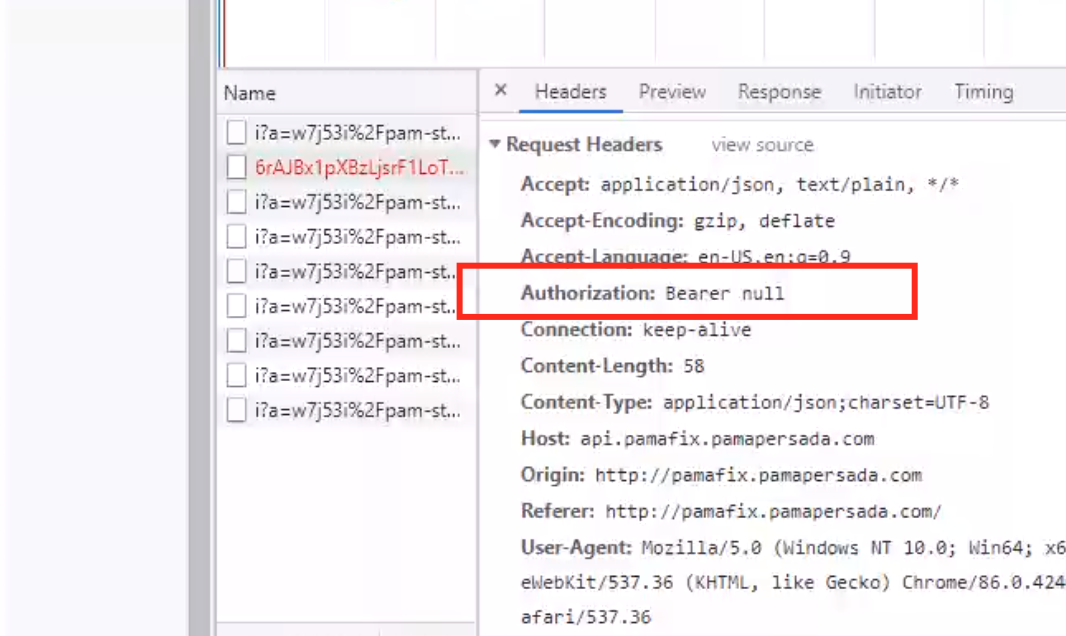 Name
× Headers Preview Response Initiator Timing
i?a=w7j53i%2Fpam-st...
6rAJBx1pXBzLjsrF1LoT...
i?a=w7j53i%2Fpam-st...
i?a=w7j53i%2Fpam-st...
i?a=w7j53i%2Fpam-st...
i?a=w7j53i%2Fpam-st...
i?a=w7j53i%2Fpam-st...
i?a=w7j53i%2Fpam-st...
i?a=w7j53i%2Fpam-st...
▼ Request Headers view source
Accept: application/json, text/plain, */*
Accept-Encoding: gzip, deflate
Accept-Language: en-US,en;q=0.9
Authorization: Bearer null
Connection: keep-alive
Content-Length: 58
Content-Type: application/json;charset=UTF-8
Host: api.pamafix.pamapersada.com
Origin: http://pamafix.pamapersada.com
Referer: http://pamafix.pamapersada.com/
User-Agent: Mozilla/5.0 (Windows NT 10.0; Win64; x6
eWebKit/537.36 (KHTML, like Gecko) Chrome/86.0.424
afari/537.36